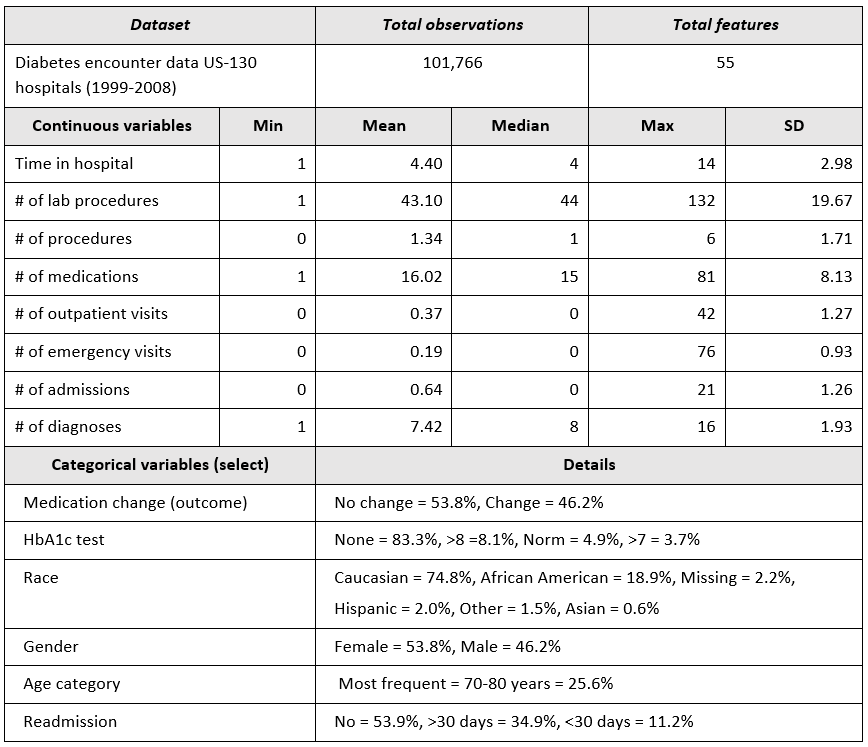 Dataset Total observations Total features
Diabetes encounter data US-130 101,766 55
hospitals (1999-2008)
Continuous variables Min Mean Median Max SD
Time in hospital 1 4.40 4 14 2.98
# of lab procedures 1 43.10 44 132 19.67
# of procedures 0 1.34 1 6 1.71
# of medications 1 16.02 15 81 8.13
# of outpatient visits 0 0.37 0 42 1.27
# of emergency visits 0 0.19 0 76 0.93
# of admissions 0 0.64 0 21 1.26
# of diagnoses 1 7.42 8 16 1.93
Categorical variables (select) Details
Medication change (outcome) No change = 53.8%, Change = 46.2%
HbA1c test None = 83.3%, >8 =8.1%, Norm = 4.9%, >7 = 3.7%
Race Caucasian = 74.8%, African American = 18.9%, Missing = 2.2%,
Hispanic = 2.0%, Other = 1.5%, Asian = 0.6%
Gender Female = 53.8%, Male = 46.2%
Age category Most frequent = 70-80 years = 25.6%
Readmission No = 53.9%, >30 days = 34.9%, <30 days = 11.2%